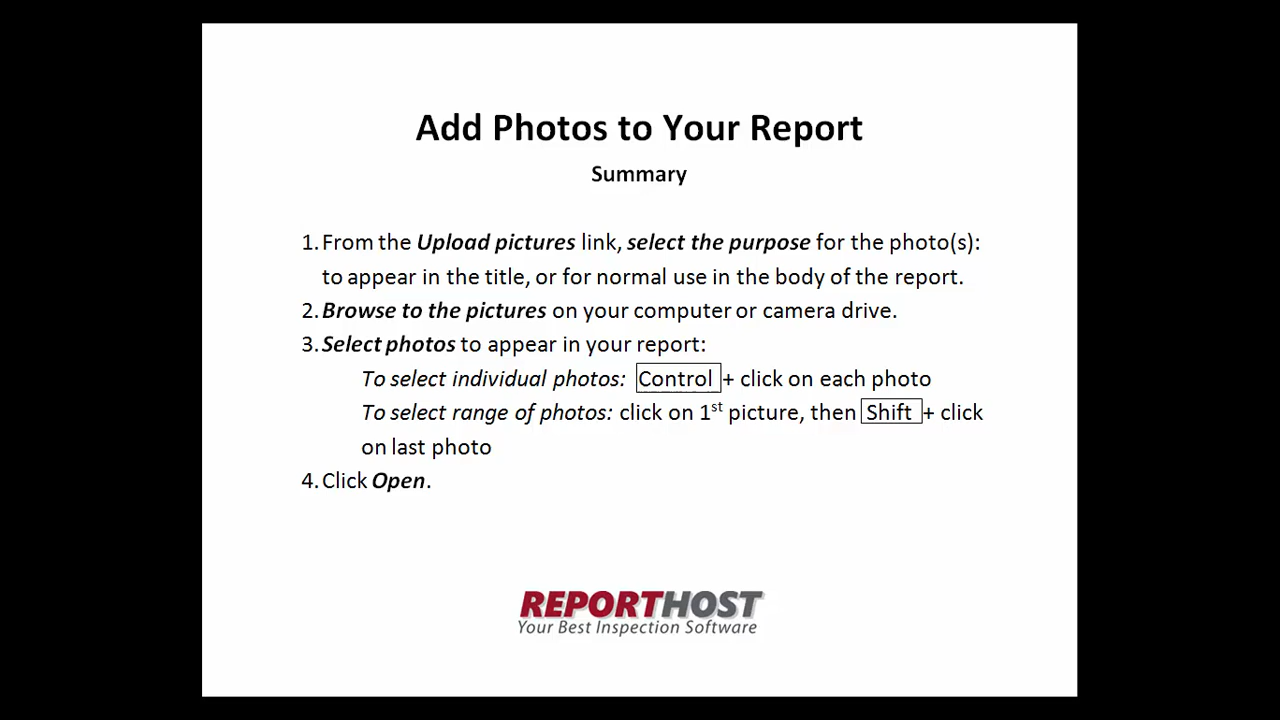 Add Photos to Your Report
Summary
1. From the Upload pictures link, select the purpose for the photo(s):
to appear in the title, or for normal use in the body of the report.
2. Browse to the pictures on your computer or camera drive.
3. Select photos to appear in your report:
To select individual photos: Control + click on each photo
To select range of photos: click on 1st picture, then Shift + click
on last photo
4. Click Open.
REPORTHOST
Your Best Inspection Software